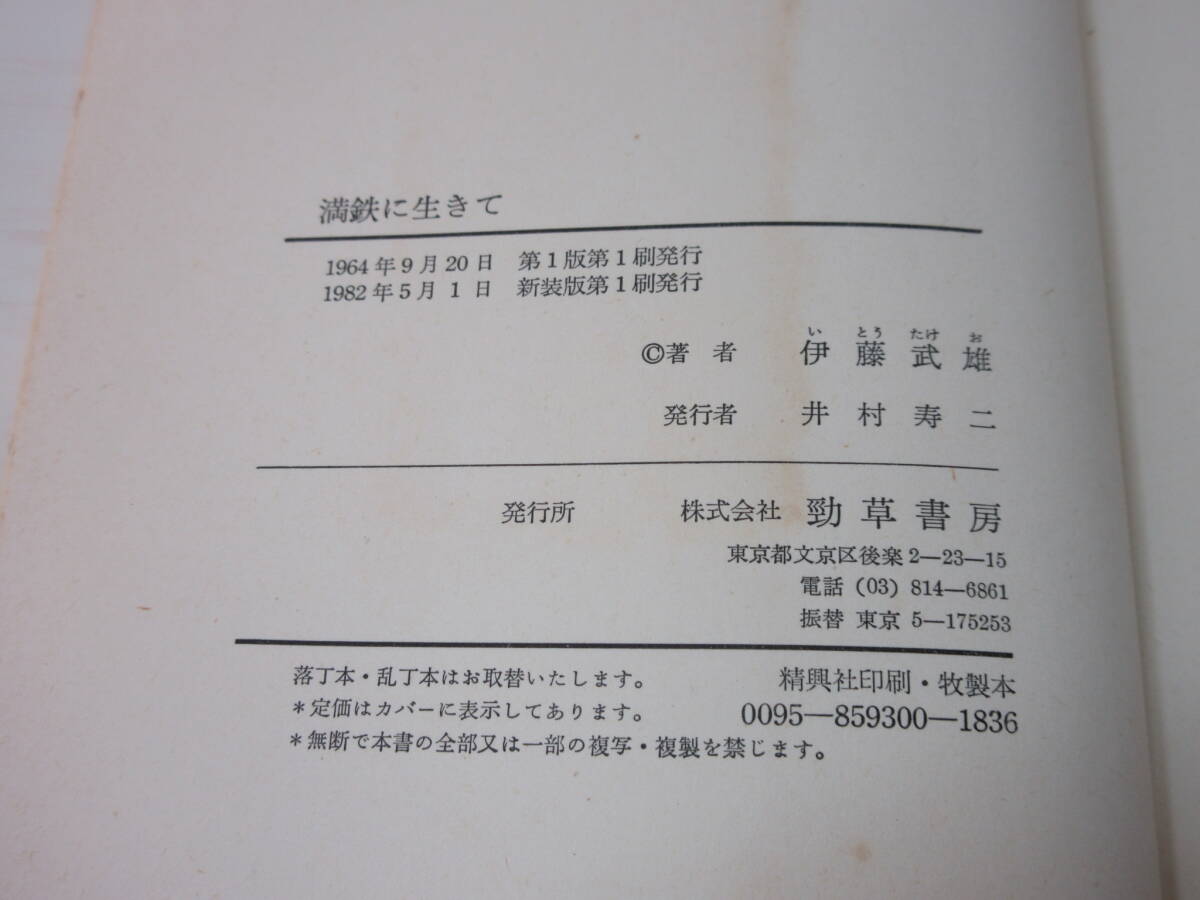 満鉄に生きて
1964年9月20日 第1版第1刷発行
1982年5月1日 新装版第1刷発行
い とう たけ お
©著者 伊藤武雄
発行者 井村寿二
発行所 株式会社 勁草書房
東京都文京区後楽2―23―15
電話 (03) 814―6861
振替 東京 5―175253
落丁本・乱丁本はお取替いたします。
*定価はカバーに表示してあります。
*無断で本書の全部又は一部の複写・複製を禁じます。
精興社印刷・牧製本
0095―859300―1836